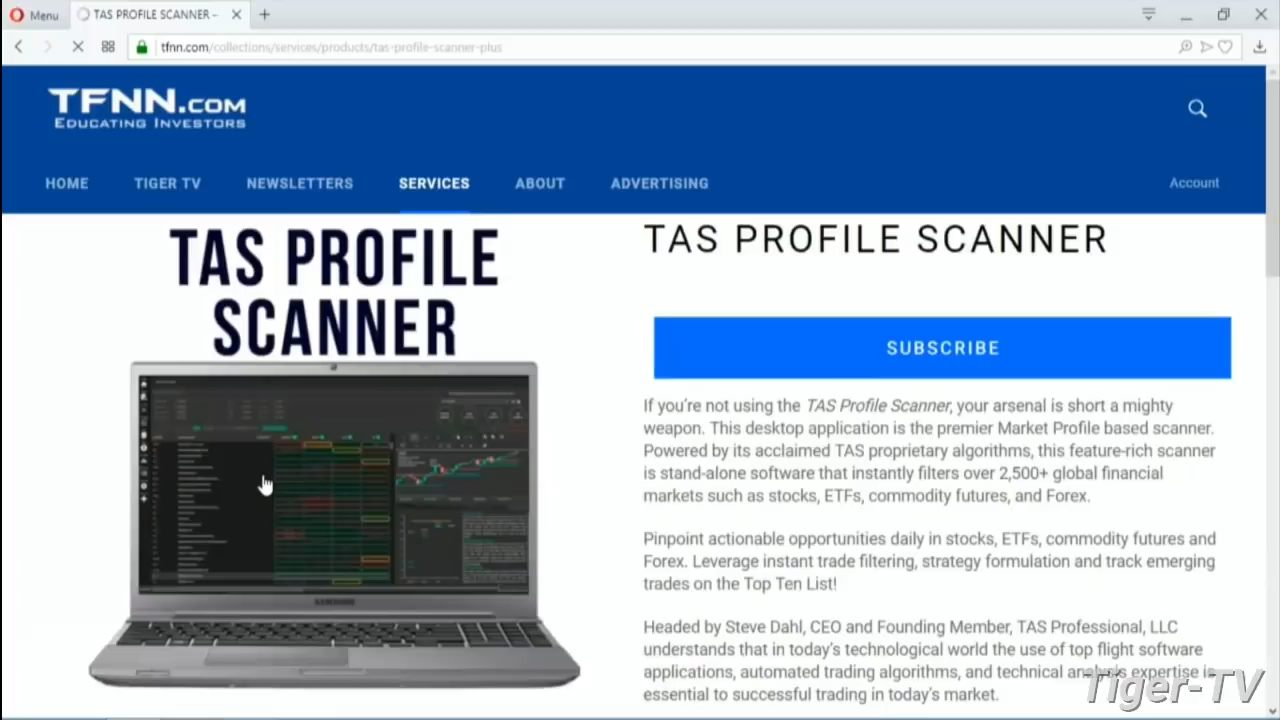 Menu
TAS PROFILE SCANNER –
tfnn.com/collections/services/products/tas-profile-scanner-plus
TFNN.COM
EDUCATING INVESTORS
HOME TIGER TV NEWSLETTERS SERVICES ABOUT ADVERTISING Account
TAS PROFILE
SCANNER
SAMSUNG
TAS PROFILE SCANNER
SUBSCRIBE
If you're not using the TAS Profile Scanner, your arsenal is short a mighty
weapon. This desktop application is the premier Market Profile based scanner.
Powered by its acclaimed TAS proprietary algorithms, this feature-rich scanner
is stand-alone software that instantly filters over 2,500+ global financial
markets such as stocks, ETFs, commodity futures, and Forex.
Pinpoint actionable opportunities daily in stocks, ETFs, commodity futures and
Forex. Leverage instant trade filtering, strategy formulation and track emerging
trades on the Top Ten List!
Headed by Steve Dahl, CEO and Founding Member, TAS Professional, LLC
understands that in today's technological world the use of top flight software
applications, automated trading algorithms, and technical analysis expertise is
essential to successful trading in today's market.
Tiger-TV